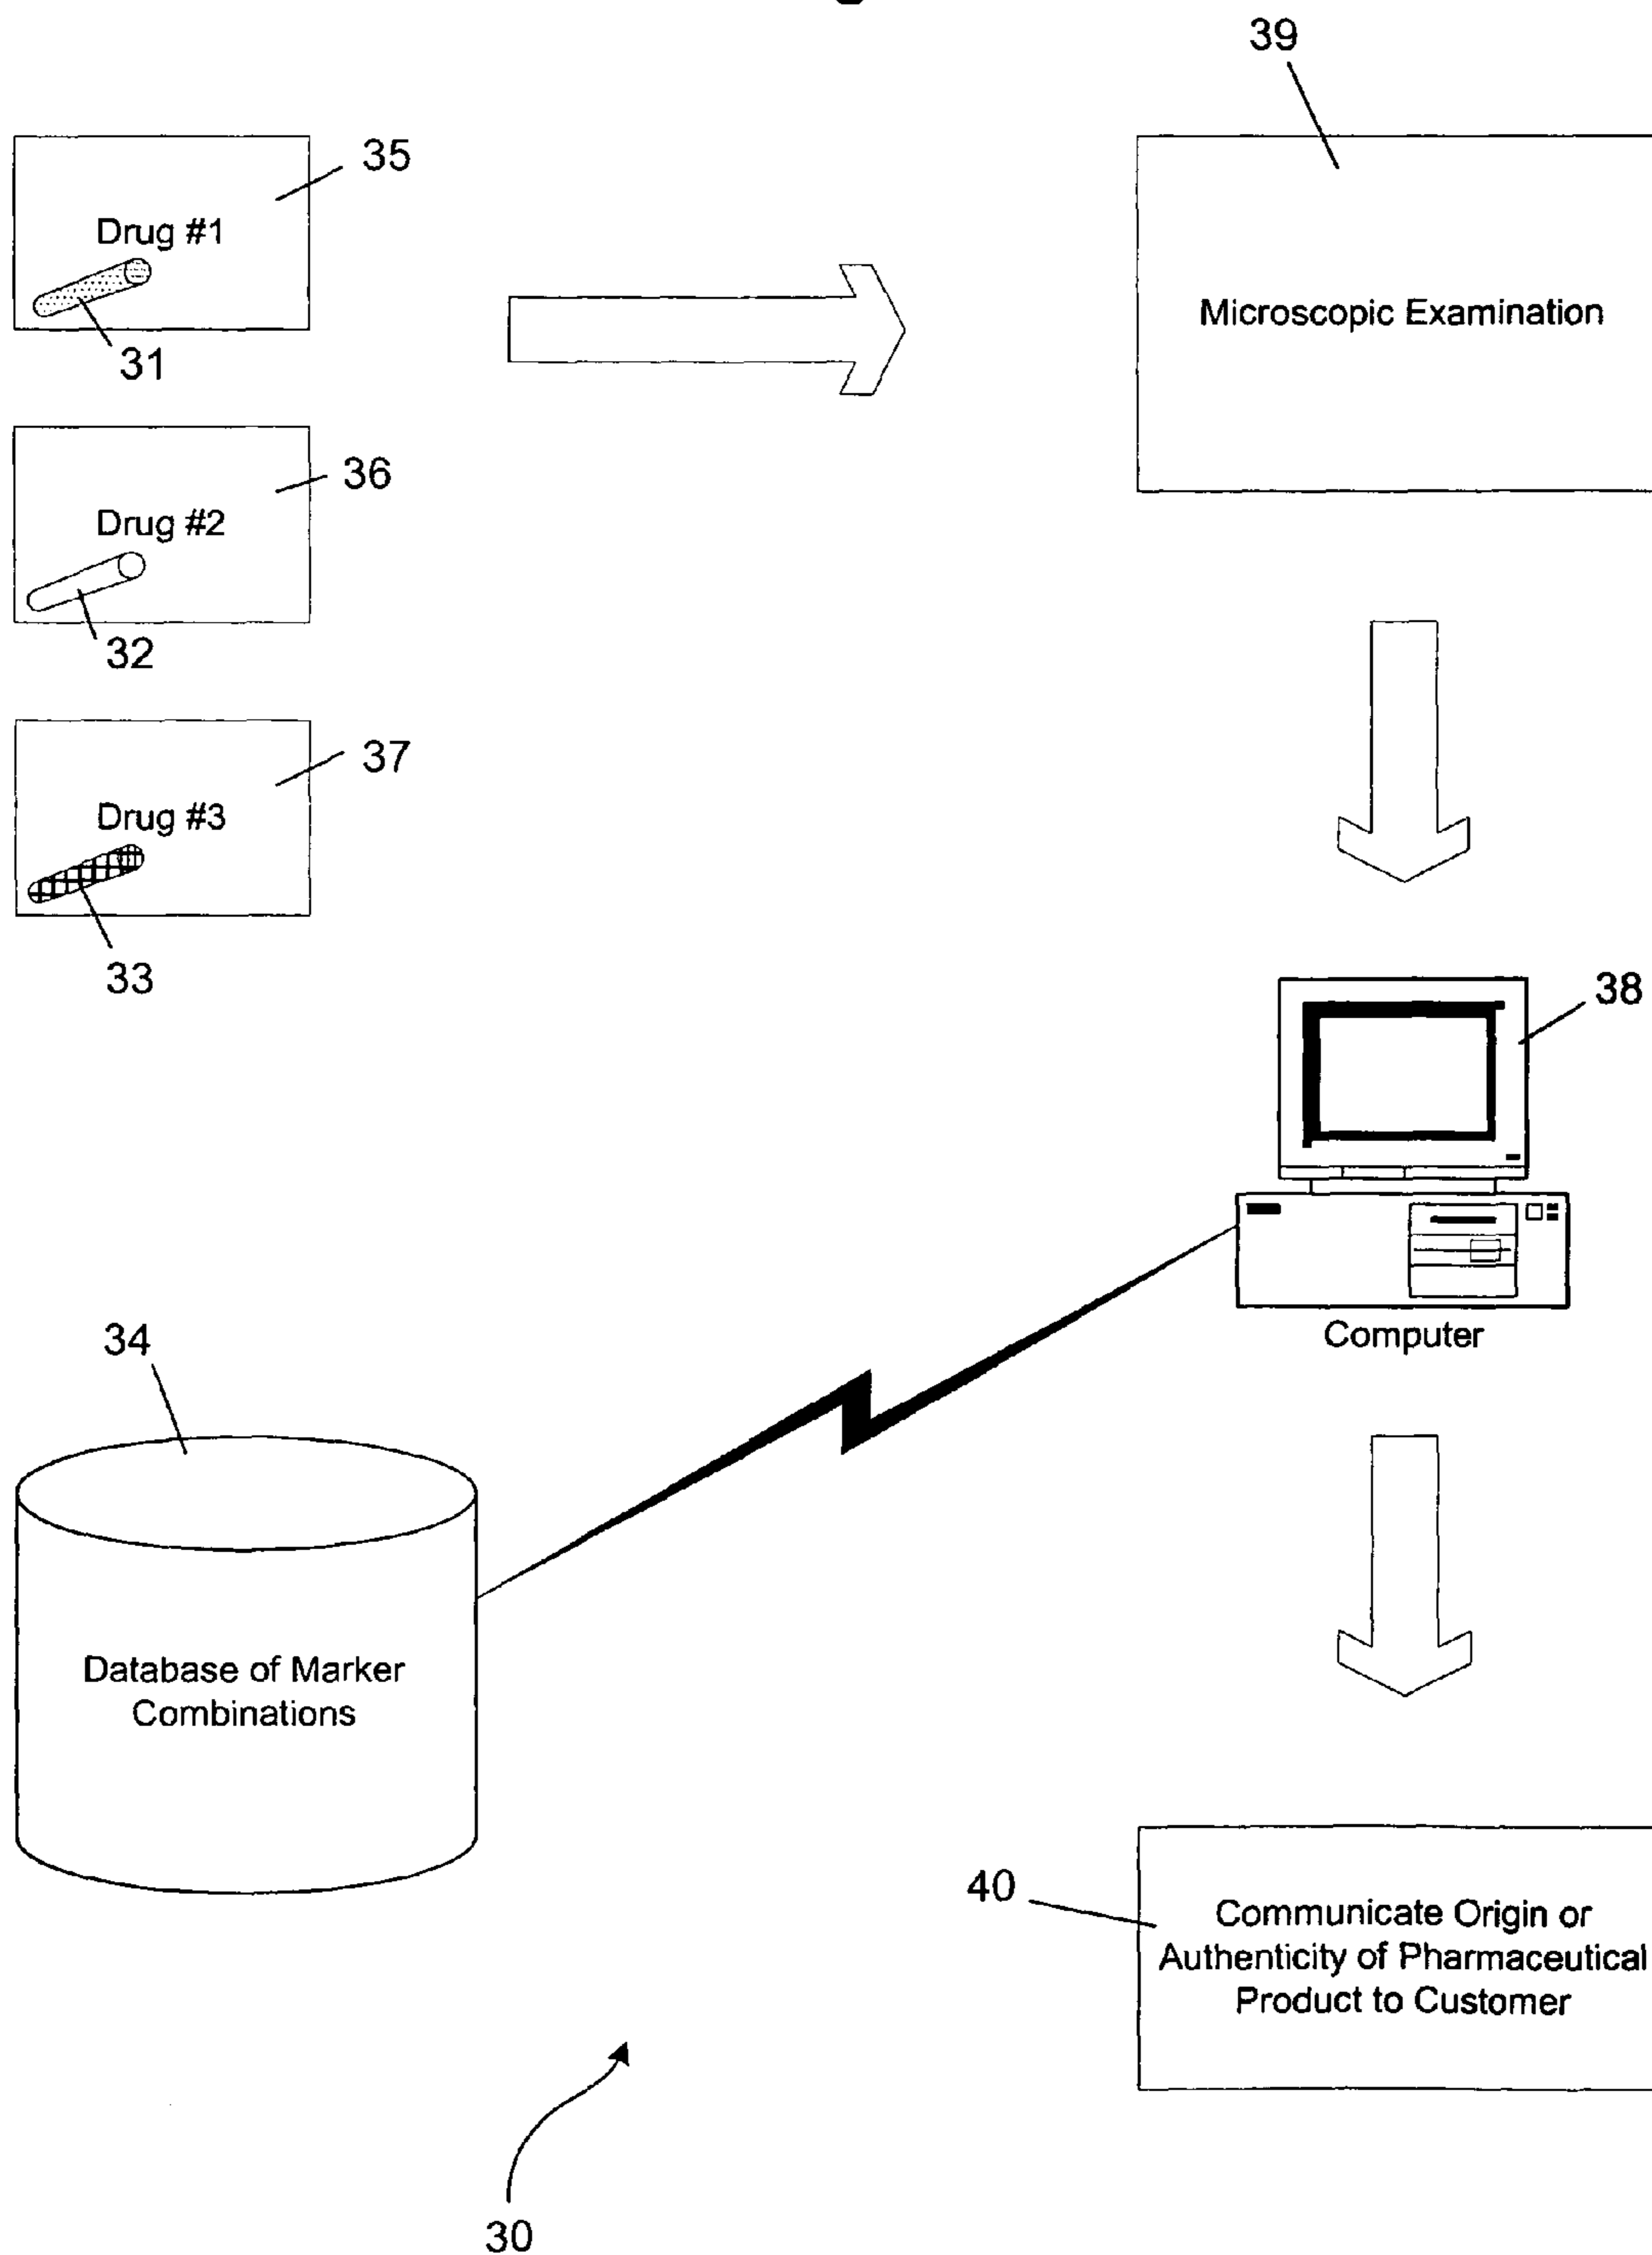 39
35
Drug #1
31
Microscopic Examination
36
Drug #2
32
37
Drug #3
33
38
Computer
34
Database of Marker
Combinations
40
Communicate Origin or
Authenticity of Pharmaceutical
Product to Customer
30